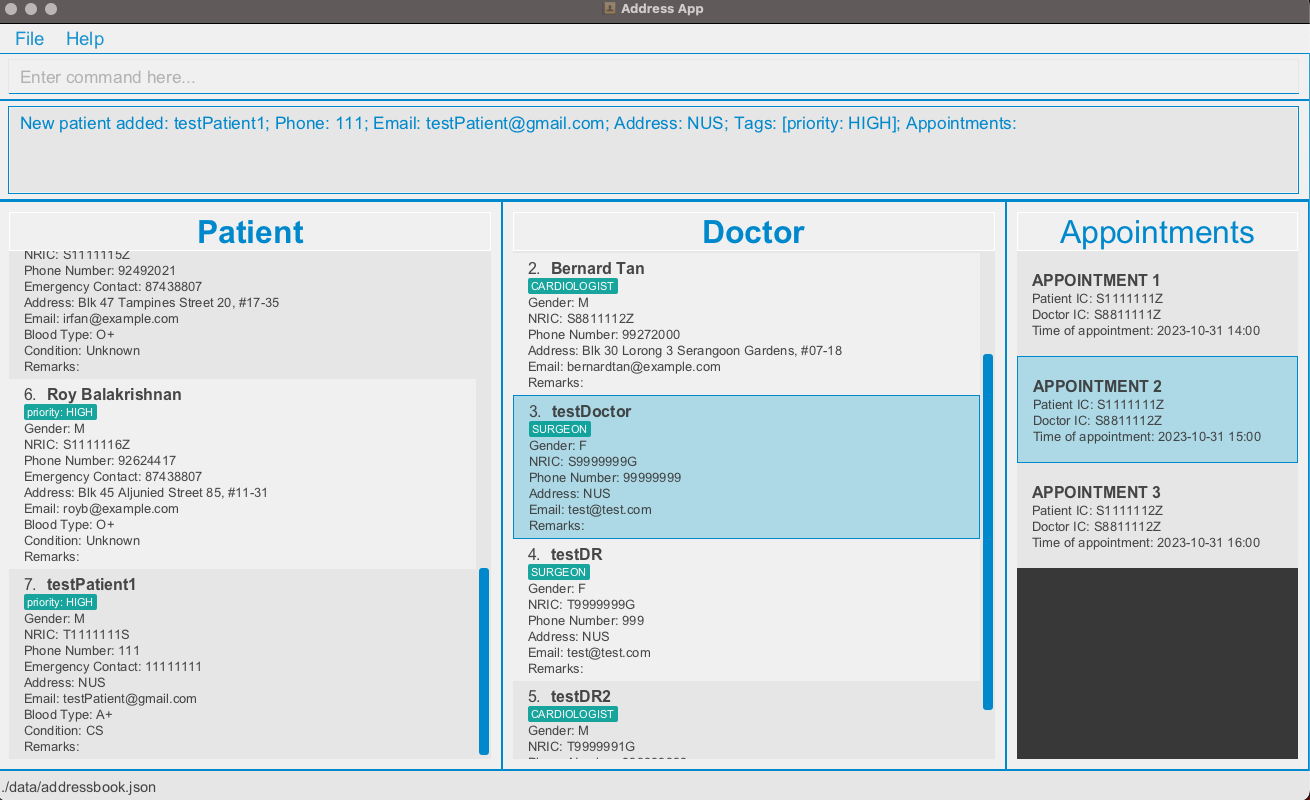 Address App
File Help
Enter command here...
New patient added: testPatient1; Phone: 111; Email: testPatient@gmail.com; Address: NUS; Tags: [priority: HIGH]; Appointments:
Patient
NRIC: S1111115Z
Phone Number: 92492021
Emergency Contact: 87438807
Address: Blk 47 Tampines Street 20, #17-35
Email: irfan@example.com
Blood Type: O+
Condition: Unknown
Remarks:
6. Roy Balakrishnan
priority: HIGH
Gender: M
NRIC: S1111116Z
Phone Number: 92624417
Emergency Contact: 87438807
Address: Blk 45 Aljunied Street 85, #11-31
Email: royb@example.com
Blood Type: O+
Condition: Unknown
Remarks:
7. testPatient1
priority: HIGH
Gender: M
NRIC: T1111111S
Phone Number: 111
Emergency Contact: 11111111
Address: NUS
Email: testPatient@gmail.com
Blood Type: A+
Condition: CS
Remarks:
Doctor
2. Bernard Tan
CARDIOLOGIST
Gender: M
NRIC: S8811112Z
Phone Number: 99272000
Address: Blk 30 Lorong 3 Serangoon Gardens, #07-18
Email: bernardtan@example.com
Remarks:
3. testDoctor
SURGEON
Gender: F
NRIC: S9999999G
Phone Number: 99999999
Address: NUS
Email: test@test.com
Remarks:
4. testDR
SURGEON
Gender: F
NRIC: T9999999G
Phone Number: 999
Address: NUS
Email: test@test.com
Remarks:
5. testDR2
CARDIOLOGIST
Gender: M
NRIC: T9999991G
Appointments
APPOINTMENT 1
Patient IC: S1111111Z
Doctor IC: S8811111Z
Time of appointment: 2023-10-31 14:00
APPOINTMENT 2
Patient IC: S1111111Z
Doctor IC: S8811112Z
Time of appointment: 2023-10-31 15:00
APPOINTMENT 3
Patient IC: S1111112Z
Doctor IC: S8811112Z
Time of appointment: 2023-10-31 16:00
./data/addressbook.json